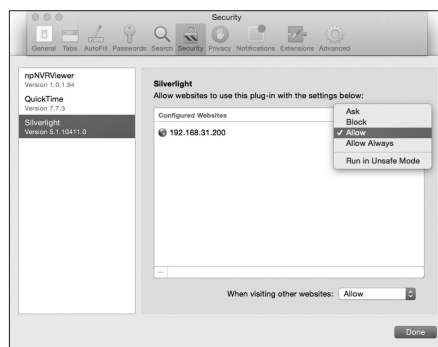 Security
General Tabs AutoFill Passwords Search Security Privacy Notifications Extensions Advanced
npNVRViewer
Version 1.0.1.94
QuickTime
Version 7.7.3
Silverlight
Version 5.1.10411.0
Silverlight
Allow websites to use this plug-in with the settings below:
Configured Websites
192.168.31.200
Ask
Block
✓ Allow
Allow Always
Run in Unsafe Mode
When visiting other websites: Allow
Done